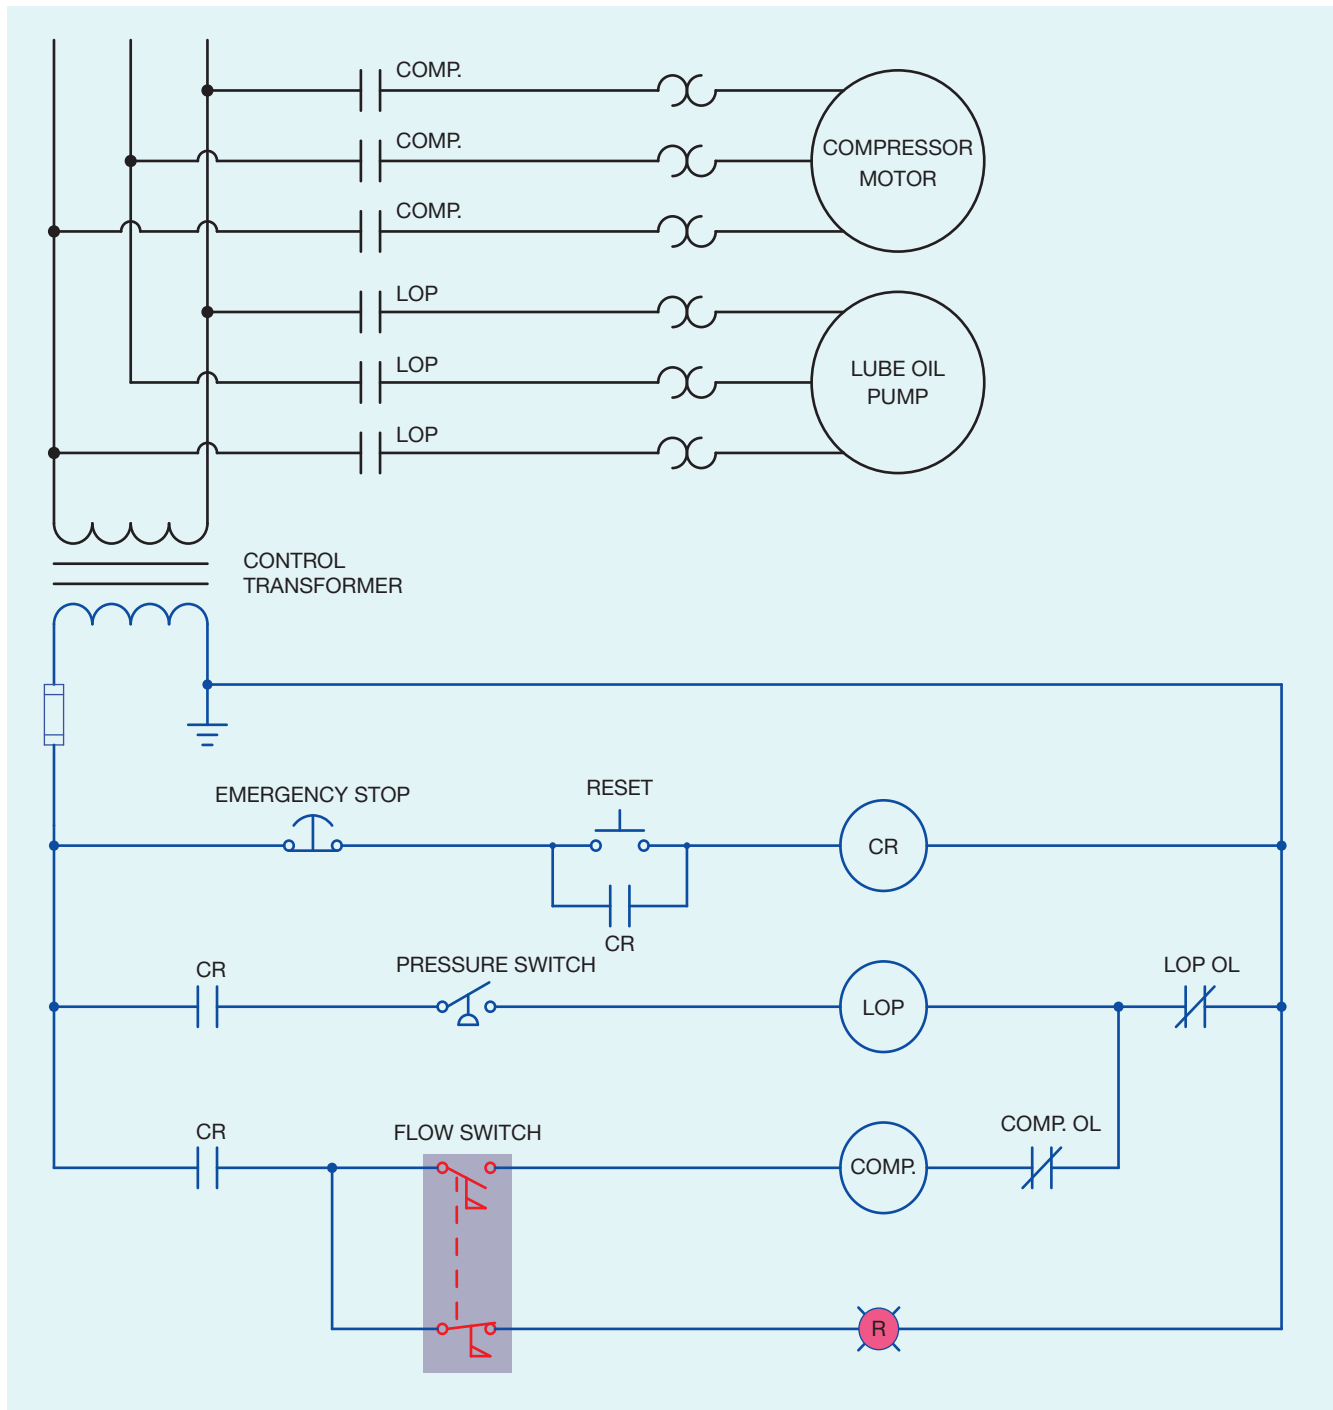 COMP.
COMP.
COMPRESSOR
MOTOR
COMP.
LOP
LOP
LUBE OIL
PUMP
LOP
CONTROL
TRANSFORMER
EMERGENCY STOP
RESET
CR
CR
CR
PRESSURE SWITCH
LOP OL
LOP
CR
FLOW SWITCH
COMP. OL
COMP.
R